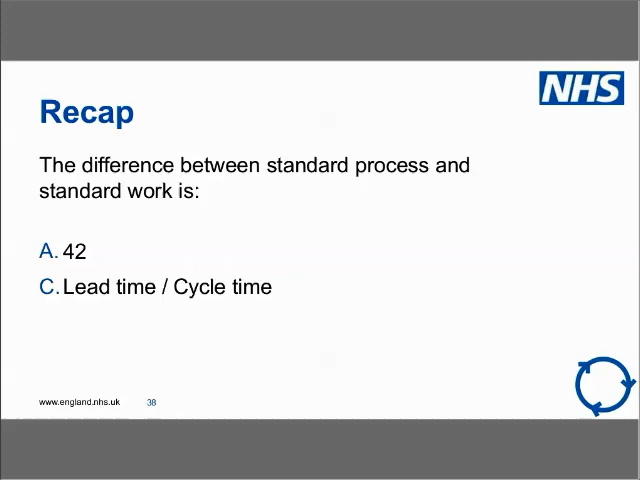 NHS
Recap
The difference between standard process and
standard work is:
A. 42
C. Lead time / Cycle time
www.england.nhs.uk 38